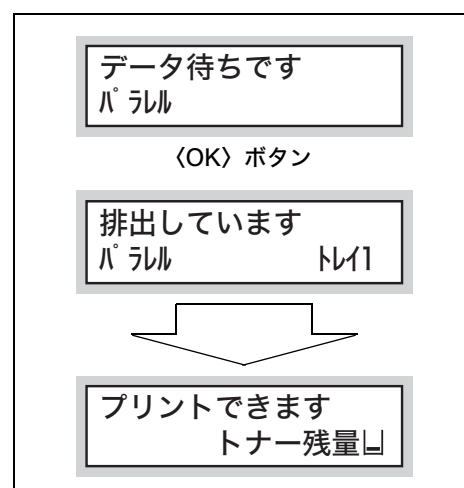 データ待ちです
ﾊﾟﾗﾚﾙ
〈OK〉ボタン
排出しています
ﾊﾟﾗﾚﾙ ﾄﾚｲ1
プリントできます
トナー残量